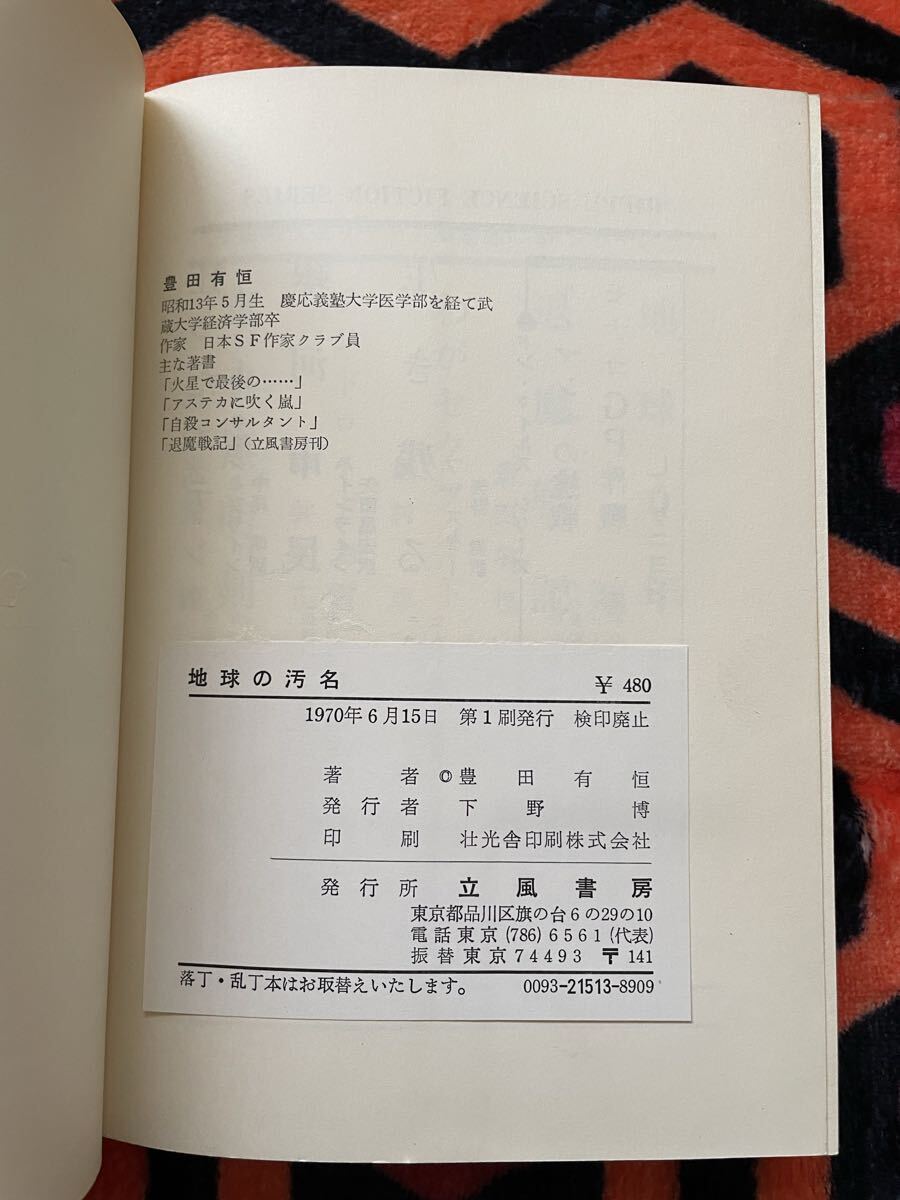 豊田有恒
昭和13年5月生　慶応義塾大学医学部を経て武
蔵大学経済学部卒
作家　日本ＳＦ作家クラブ員
主な著書
「火星で最後の……」
「アステカに吹く嵐」
「自殺コンサルタント」
「退魔戦記」（立風書房刊）
地球の汚名　￥480
1970年6月15日　第1刷発行　検印廃止
著者　©豊田有恒
発行者　下野博
印刷　壮光舎印刷株式会社
発行所　立風書房
東京都品川区旗の台6の29の10
電話東京(786)6561(代表)
振替東京74493　〒141
落丁・乱丁本はお取替えいたします。　0093-21513-8909